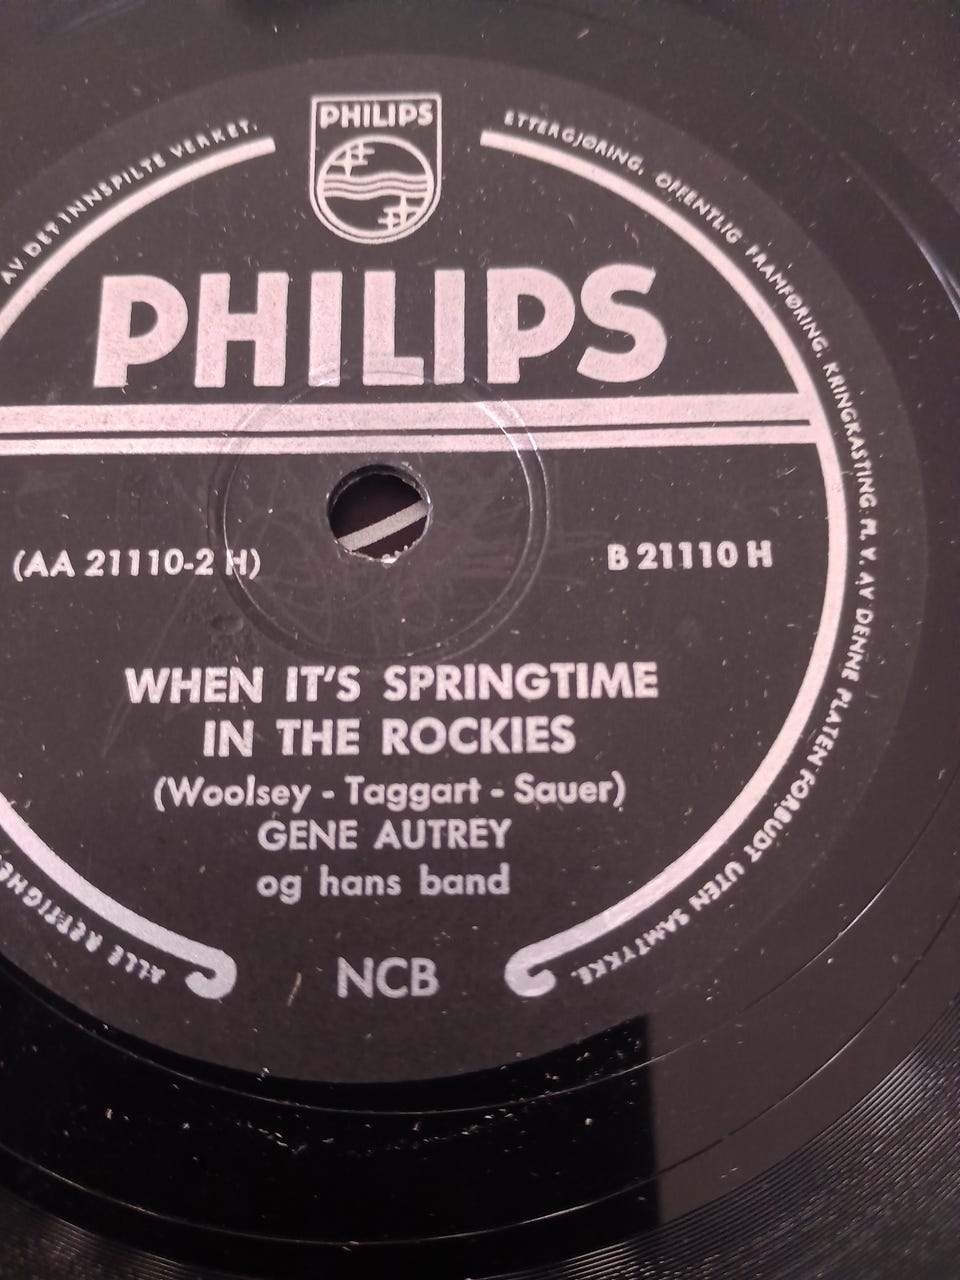 PHILIPS
PHILIPS
(AA 21110-2 H)
B 21110 H
WHEN IT'S SPRINGTIME
IN THE ROCKIES
(Woolsey - Taggart - Sauer)
GENE AUTREY
og hans band
NCB
ALLE
AV DET INNSPILTE VERKET.
ETTERGJØRING, OFFENTLIG FRAMFØRING, KRINGKASTING M. V. AV DENNE PLATEN FORBUDT UTEN SAMTYKKE.